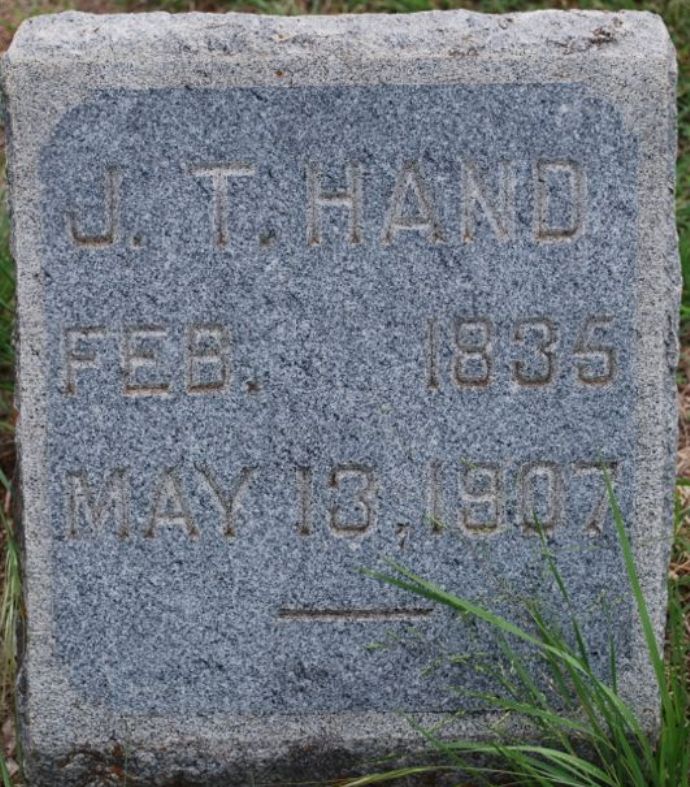 J. T. HAND
FEB. 1835
MAY 13, 1907